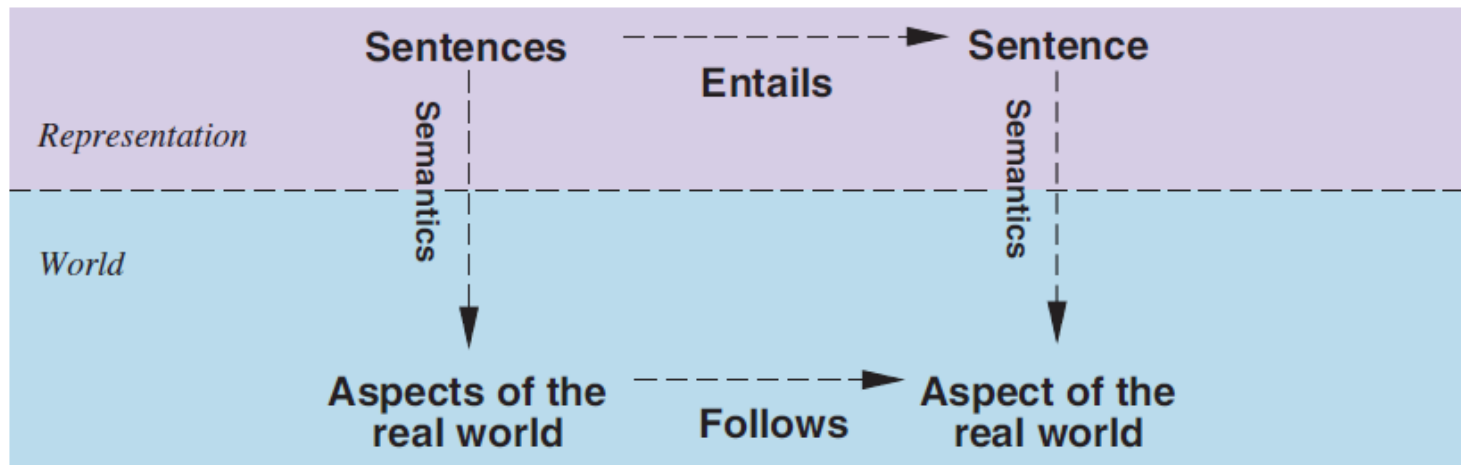 Sentences
Sentence
Entails
Semantics
Semantics
Representation
World
Aspects of the
real world
Follows
Aspect of the
real world